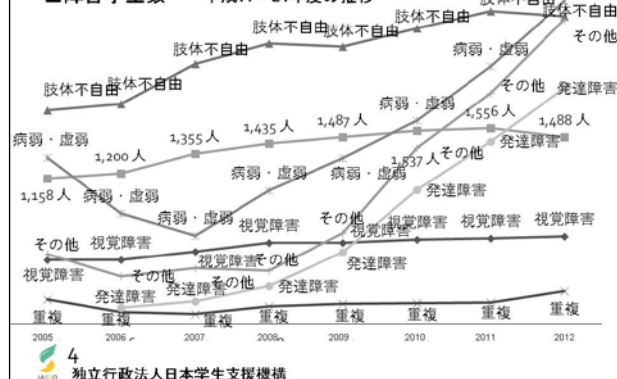 ■障害学生数
肢体不自由
肢体不自由
肢体不自由
肢体不自由
肢体不自由
肢体不自由
肢体不自由
肢体不自由
その他
病弱・虚弱
その他
病弱・虚弱
発達障害
1,158人
1,200人
1,355人
1,435人
1,487人
1,537人
1,556人
1,488人
病弱・虚弱
病弱・虚弱
病弱・虚弱
病弱・虚弱
病弱・虚弱
その他
発達障害
その他
視覚障害
視覚障害
視覚障害
視覚障害
視覚障害
視覚障害
視覚障害
視覚障害
その他
その他
その他
その他
発達障害
発達障害
発達障害
発達障害
重複
重複
重複
重複
重複
重複
重複
重複
2005
2006
2007
2008
2009
2010
2011
2012
4
独立行政法人日本学生支援機構